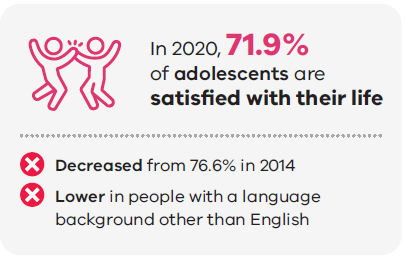 In 2020, 71.9%
of adolescents are
satisfied with their life
Decreased from 76.6% in 2014
Lower in people with a language
background other than English